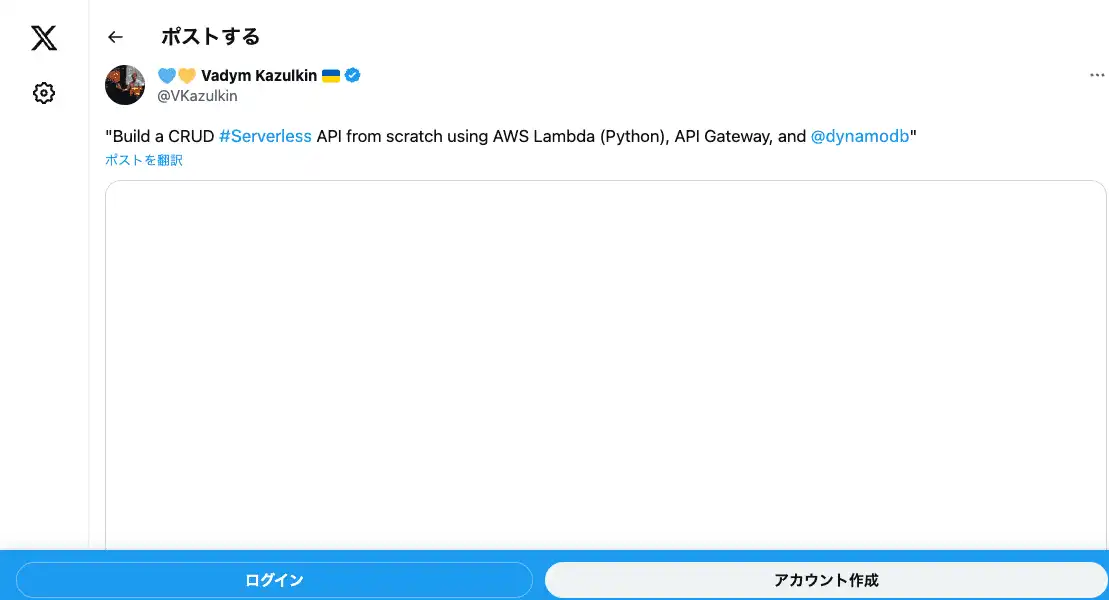 ポストする
💙💛 Vadym Kazulkin 🇺🇦
@VKazulkin
"Build a CRUD #Serverless API from scratch using AWS Lambda (Python), API Gateway, and @dynamodb"
ポストを翻訳
ログイン
アカウント作成